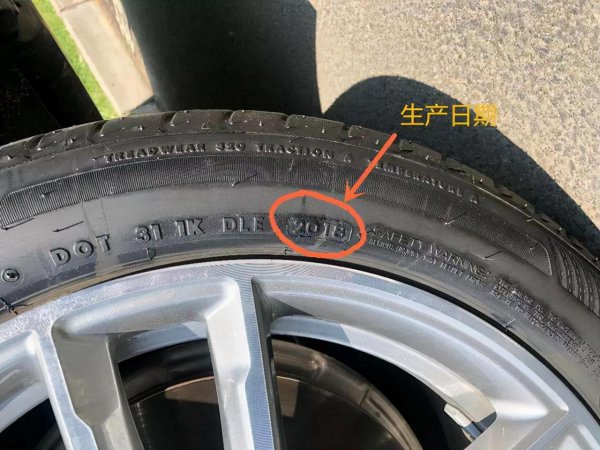 生产日期
TREADWEAR 320 TRACTION A TEMPERATURE A
DOT 31 1K DLE (2018)
SAFETY WARNING: